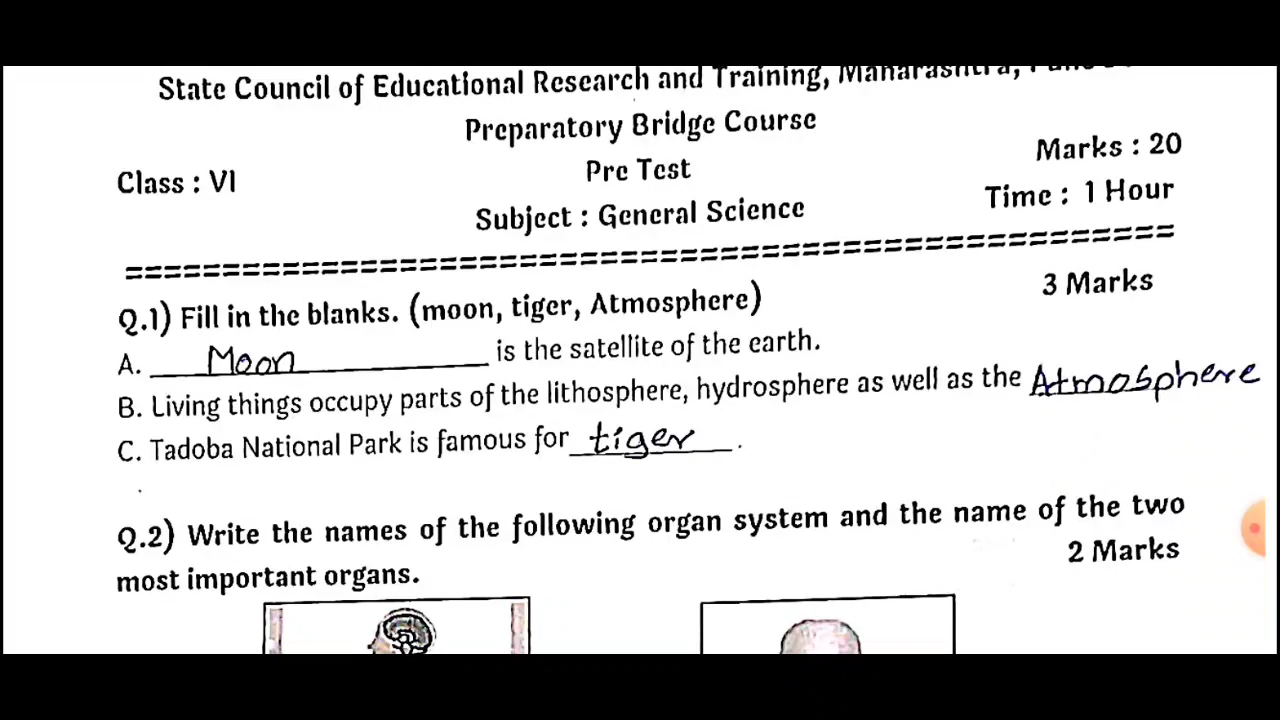 State Council of Educational Research and Training, Maharashtra,
Preparatory Bridge Course
Class : VI
Pre Test
Marks : 20
Subject : General Science
Time : 1 Hour
================================================
Q.1) Fill in the blanks. (moon, tiger, Atmosphere)
3 Marks
A. Moon is the satellite of the earth.
B. Living things occupy parts of the lithosphere, hydrosphere as well as the Atmosphere
C. Tadoba National Park is famous for tiger .
Q.2) Write the names of the following organ system and the name of the two
most important organs.
2 Marks